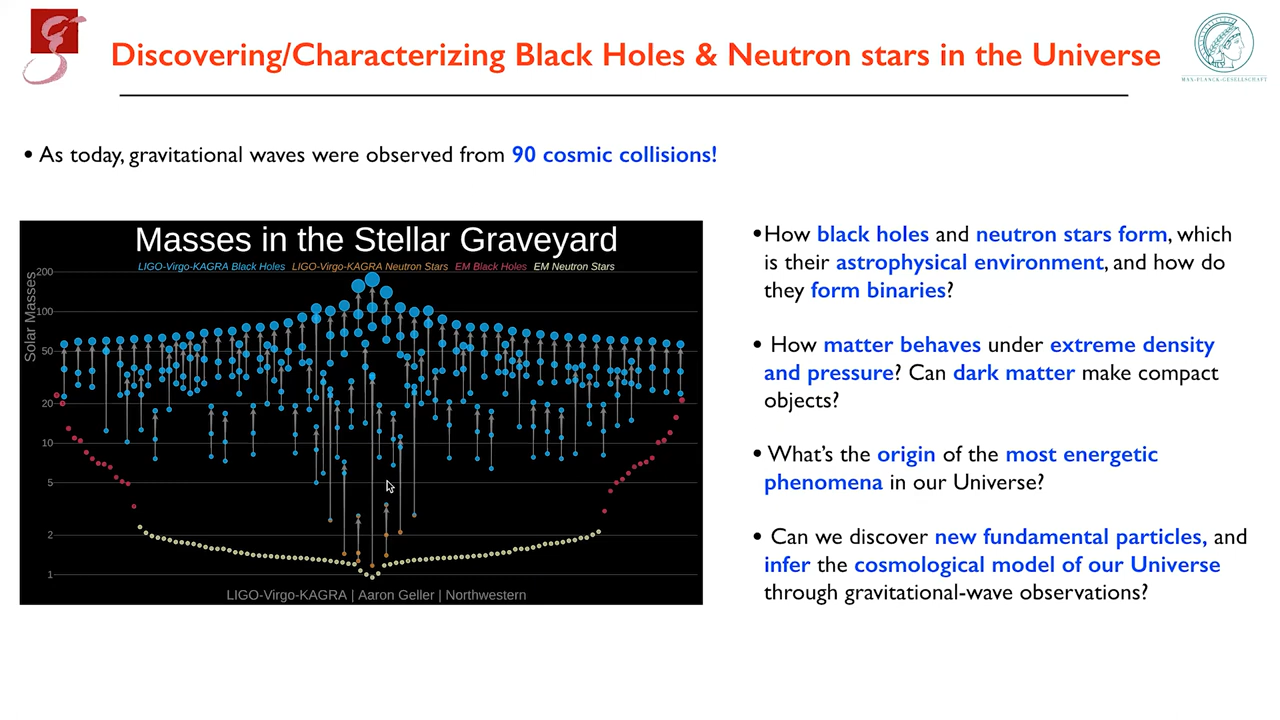 Discovering/Characterizing Black Holes & Neutron stars in the Universe
MAX-PLANCK-GESELLSCHAFT
• As today, gravitational waves were observed from 90 cosmic collisions!
Masses in the Stellar Graveyard
LIGO-Virgo-KAGRA Black Holes LIGO-Virgo-KAGRA Neutron Stars EM Black Holes EM Neutron Stars
Solar Masses
200
100
50
20
10
5
2
1
LIGO-Virgo-KAGRA | Aaron Geller | Northwestern
•How black holes and neutron stars form, which
is their astrophysical environment, and how do
they form binaries?
• How matter behaves under extreme density
and pressure? Can dark matter make compact
objects?
• What’s the origin of the most energetic
phenomena in our Universe?
• Can we discover new fundamental particles, and
infer the cosmological model of our Universe
through gravitational-wave observations?